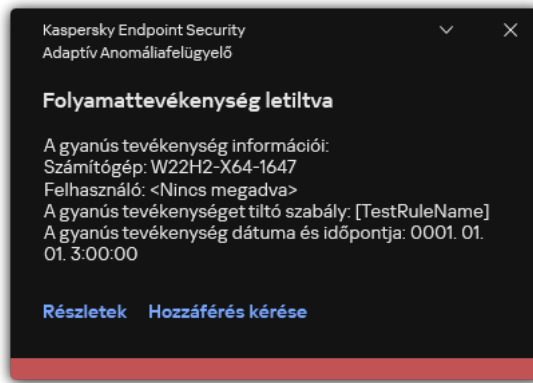 Kaspersky Endpoint Security
Adaptív Anomáliafelügyelő
Folyamattevékenység letiltva
A gyanús tevékenység információi:
Számítógép: W22H2-X64-1647
Felhasználó: <Nincs megadva>
A gyanús tevékenységet tiltó szabály: [TestRuleName]
A gyanús tevékenység dátuma és időpontja: 0001. 01.
01. 3:00:00
Részletek Hozzáférés kérése